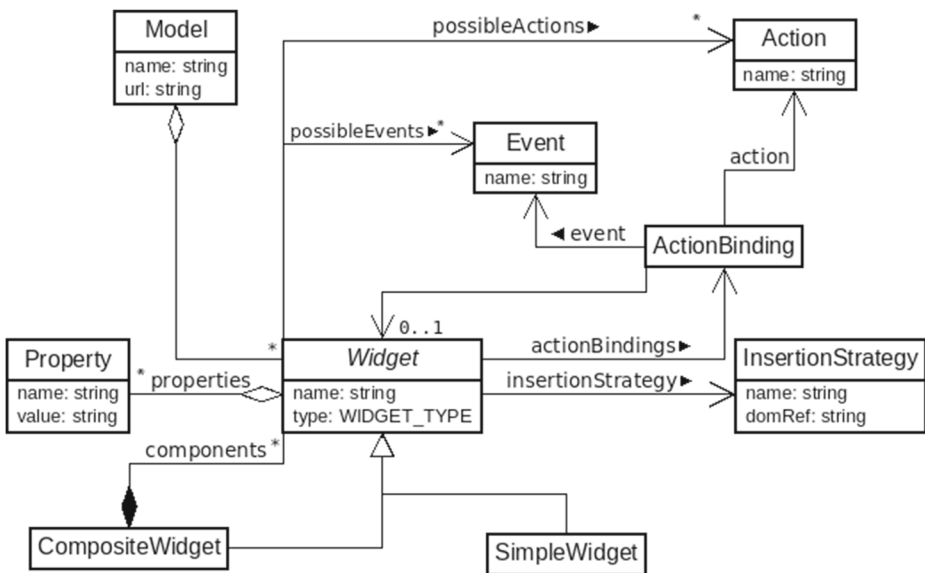 Model
name: string
url: string
possibleActions▶
*
Action
name: string
possibleEvents▶
*
Event
name: string
action
◀ event
ActionBinding
0..1
*
Property
name: string
value: string
* properties
Widget
name: string
type: WIDGET_TYPE
actionBindings▶
insertionStrategy▶
InsertionStrategy
name: string
domRef: string
components *
CompositeWidget
SimpleWidget